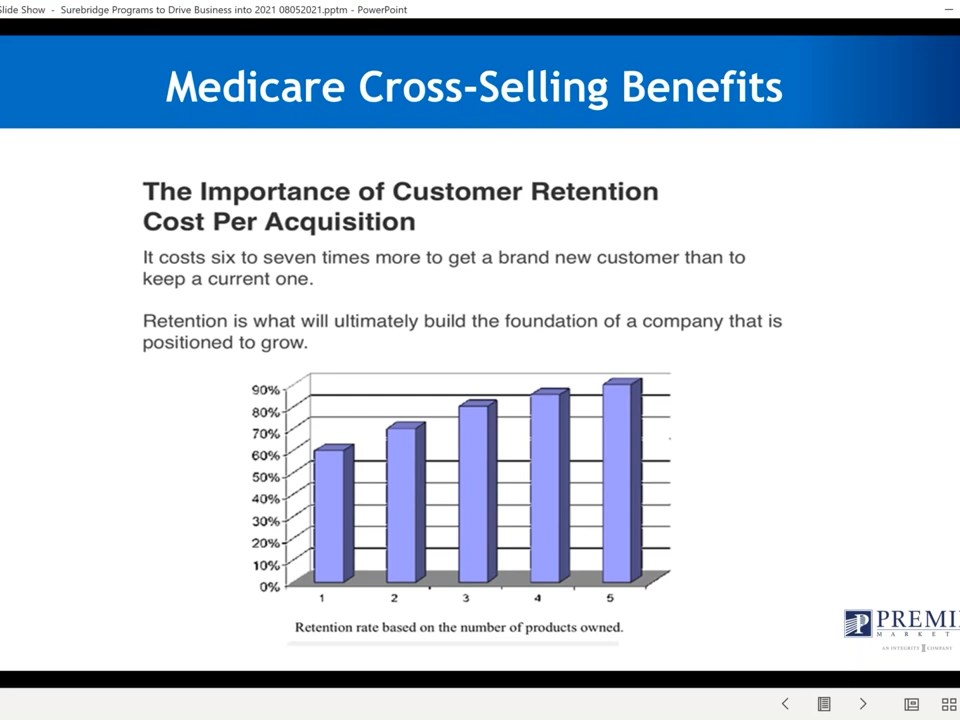 Slide Show - Surebridge Programs to Drive Business into 2021 08052021.pptm - PowerPoint
Medicare Cross-Selling Benefits
The Importance of Customer Retention
Cost Per Acquisition
It costs six to seven times more to get a brand new customer than to
keep a current one.
Retention is what will ultimately build the foundation of a company that is
positioned to grow.
90%
80%
70%
60%
50%
40%
30%
20%
10%
0%
1 2 3 4 5
Retention rate based on the number of products owned.
PREMI
MARKET
AN INTEGRITY COMPANY